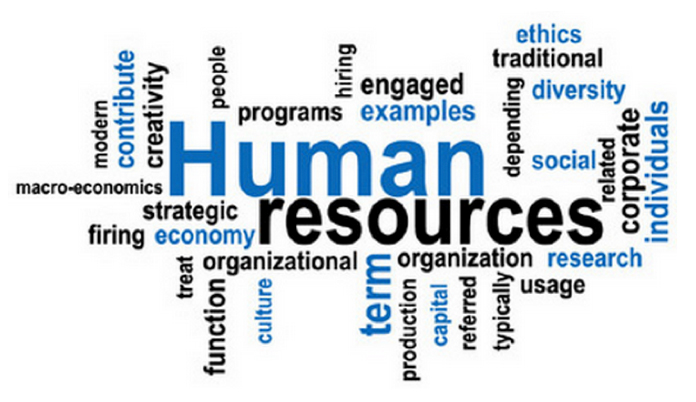 ethics
traditional
people
hiring
contribute
creativity
modern
engaged
depending
diversity
programs
examples
Human
social
related
corporate
individuals
macro-economics
strategic
resources
firing
economy
organizational
organization
research
treat
function
culture
term
production
capital
referred
typically
usage